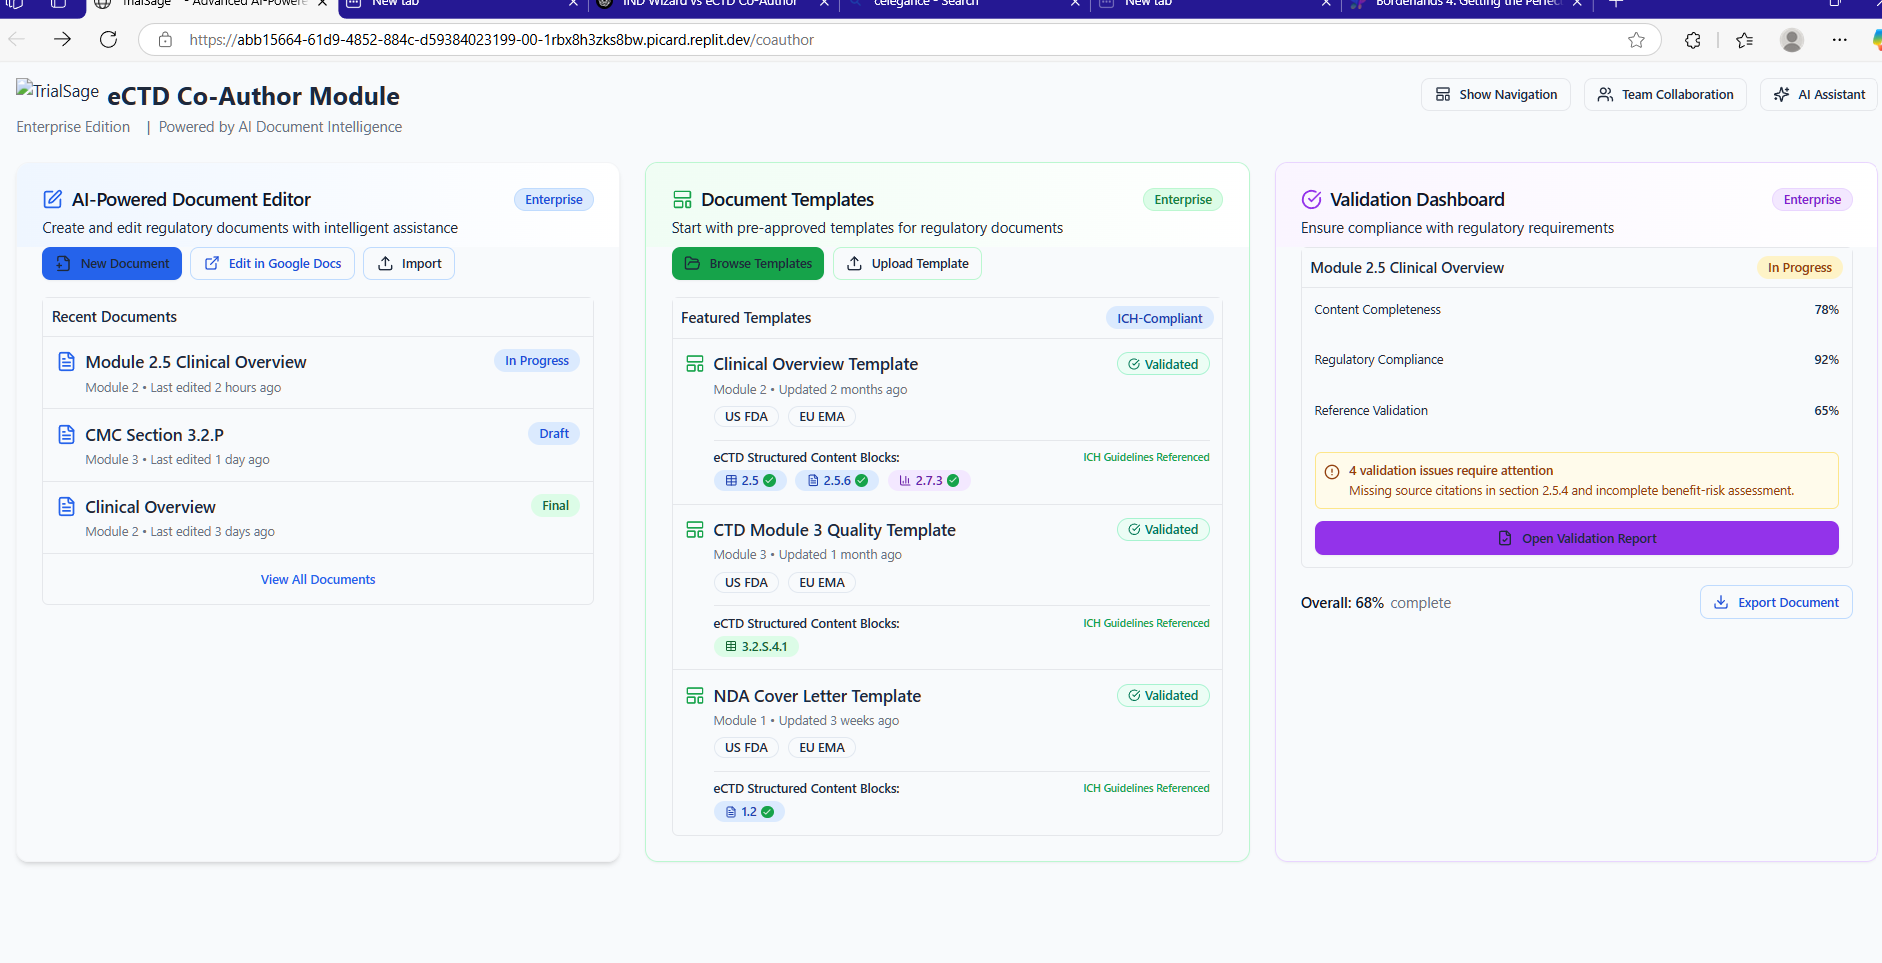 TrialSage - Advanced AI-Powere
New tab
IND Wizard vs eCTD Co-Author
celegance - Search
New tab
Borderlands 4: Getting the Perfec
https://abb15664-61d9-4852-884c-d59384023199-00-1rbx8h3zks8bw.picard.replit.dev/coauthor
TrialSage
eCTD Co-Author Module
Enterprise Edition | Powered by AI Document Intelligence
Show Navigation
Team Collaboration
AI Assistant
AI-Powered Document Editor
Enterprise
Create and edit regulatory documents with intelligent assistance
New Document
Edit in Google Docs
Import
Recent Documents
Module 2.5 Clinical Overview
In Progress
Module 2 • Last edited 2 hours ago
CMC Section 3.2.P
Draft
Module 3 • Last edited 1 day ago
Clinical Overview
Final
Module 2 • Last edited 3 days ago
View All Documents
Document Templates
Enterprise
Start with pre-approved templates for regulatory documents
Browse Templates
Upload Template
Featured Templates
ICH-Compliant
Clinical Overview Template
Validated
Module 2 • Updated 2 months ago
US FDA
EU EMA
eCTD Structured Content Blocks:
ICH Guidelines Referenced
2.5
2.5.6
2.7.3
CTD Module 3 Quality Template
Validated
Module 3 • Updated 1 month ago
US FDA
EU EMA
eCTD Structured Content Blocks:
ICH Guidelines Referenced
3.2.S.4.1
NDA Cover Letter Template
Validated
Module 1 • Updated 3 weeks ago
US FDA
EU EMA
eCTD Structured Content Blocks:
ICH Guidelines Referenced
1.2
Validation Dashboard
Enterprise
Ensure compliance with regulatory requirements
Module 2.5 Clinical Overview
In Progress
Content Completeness
78%
Regulatory Compliance
92%
Reference Validation
65%
4 validation issues require attention
Missing source citations in section 2.5.4 and incomplete benefit-risk assessment.
Open Validation Report
Overall: 68% complete
Export Document